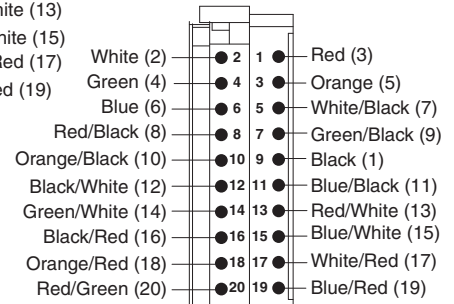 (13)
(15)
Red (17)
(19)
White (2) 2 1 Red (3)
Green (4) 4 3 Orange (5)
Blue (6) 6 5 White/Black (7)
Red/Black (8) 8 7 Green/Black (9)
Orange/Black (10) 10 9 Black (1)
Black/White (12) 12 11 Blue/Black (11)
Green/White (14) 14 13 Red/White (13)
Black/Red (16) 16 15 Blue/White (15)
Orange/Red (18) 18 17 White/Red (17)
Red/Green (20) 20 19 Blue/Red (19)